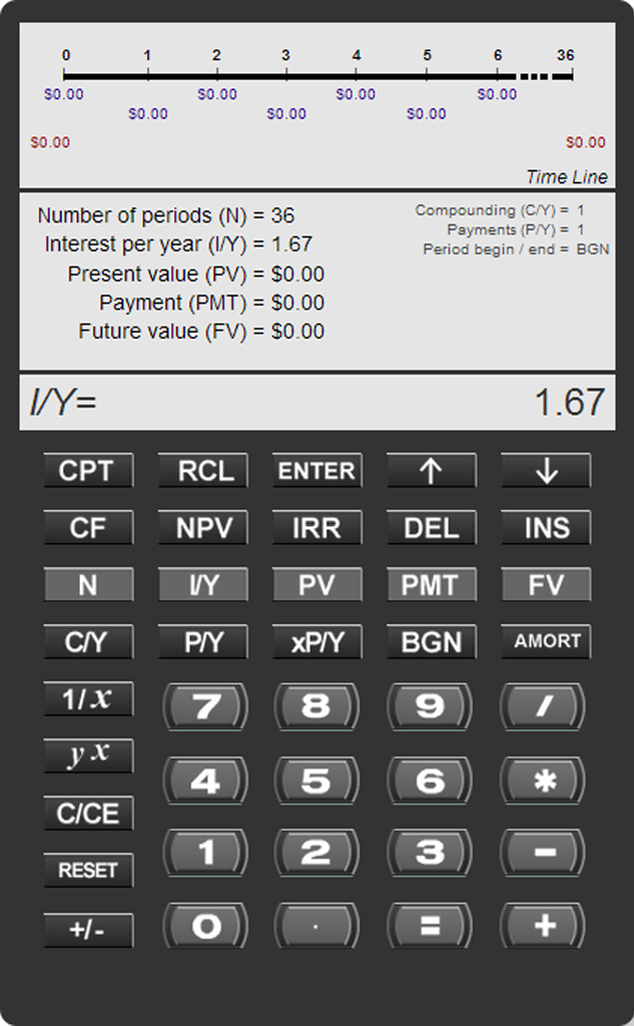 0 1 2 3 4 5 6 36
$0.00 $0.00 $0.00 $0.00
$0.00 $0.00 $0.00
$0.00 $0.00
Time Line
Number of periods (N) = 36
Interest per year (I/Y) = 1.67
Present value (PV) = $0.00
Payment (PMT) = $0.00
Future value (FV) = $0.00
Compounding (C/Y) = 1
Payments (P/Y) = 1
Period begin / end = BGN
I/Y= 1.67
CPT RCL ENTER ↑ ↓
CF NPV IRR DEL INS
N I/Y PV PMT FV
C/Y P/Y xP/Y BGN AMORT
1/x 7 8 9 /
y x 4 5 6 *
C/CE 1 2 3 -
RESET
+/- 0 . = +